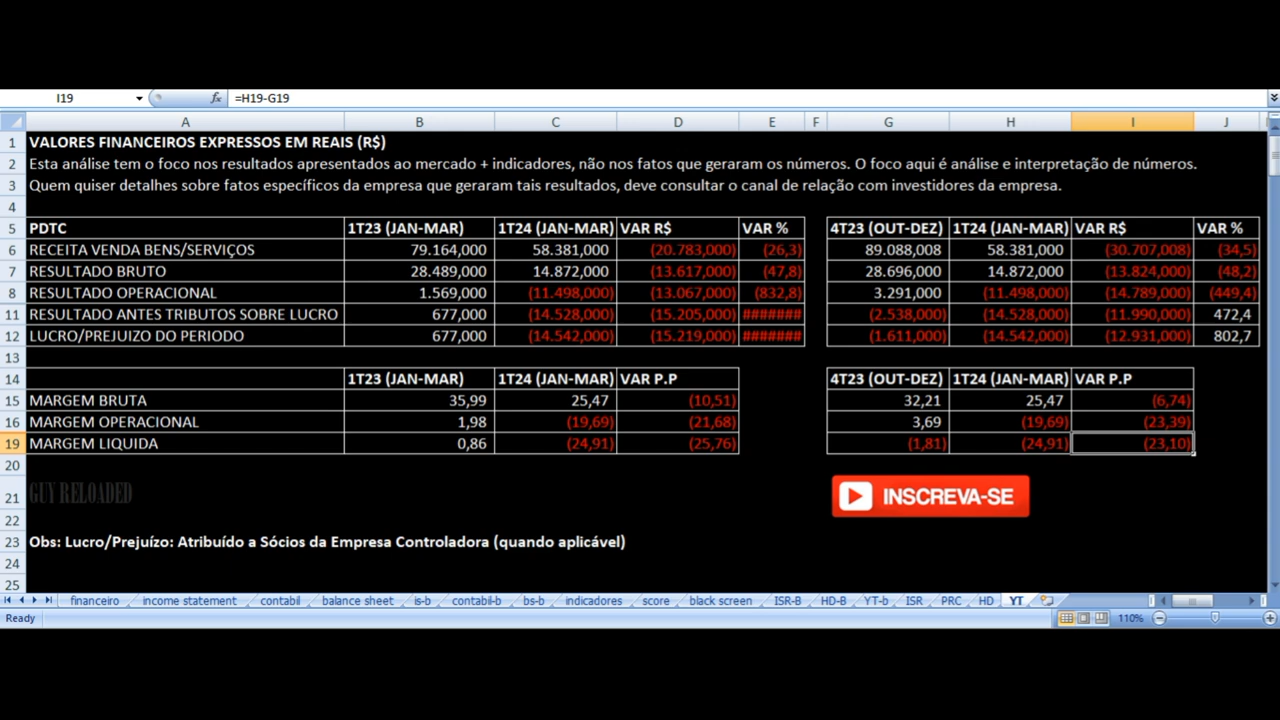 I19 fx =H19-G19
A B C D E F G H I J
1 VALORES FINANCEIROS EXPRESSOS EM REAIS (R$)
2 Esta análise tem o foco nos resultados apresentados ao mercado + indicadores, não nos fatos que geraram os números. O foco aqui é análise e interpretação de números.
3 Quem quiser detalhes sobre fatos específicos da empresa que geraram tais resultados, deve consultar o canal de relação com investidores da empresa.
4
5 PDTC 1T23 (JAN-MAR) 1T24 (JAN-MAR) VAR R$ VAR % 4T23 (OUT-DEZ) 1T24 (JAN-MAR) VAR R$ VAR %
6 RECEITA VENDA BENS/SERVIÇOS 79.164,000 58.381,000 (20.783,000) (26,3) 89.088,008 58.381,000 (30.707,008) (34,5)
7 RESULTADO BRUTO 28.489,000 14.872,000 (13.617,000) (47,8) 28.696,000 14.872,000 (13.824,000) (48,2)
8 RESULTADO OPERACIONAL 1.569,000 (11.498,000) (13.067,000) (832,8) 3.291,000 (11.498,000) (14.789,000) (449,4)
11 RESULTADO ANTES TRIBUTOS SOBRE LUCRO 677,000 (14.528,000) (15.205,000) ####### (2.538,000) (14.528,000) (11.990,000) 472,4
12 LUCRO/PREJUIZO DO PERIODO 677,000 (14.542,000) (15.219,000) ####### (1.611,000) (14.542,000) (12.931,000) 802,7
13
14 1T23 (JAN-MAR) 1T24 (JAN-MAR) VAR P.P 4T23 (OUT-DEZ) 1T24 (JAN-MAR) VAR P.P
15 MARGEM BRUTA 35,99 25,47 (10,51) 32,21 25,47 (6,74)
16 MARGEM OPERACIONAL 1,98 (19,69) (21,68) 3,69 (19,69) (23,39)
19 MARGEM LIQUIDA 0,86 (24,91) (25,76) (1,81) (24,91) (23,10)
20
21 GUY RELOADED INSCREVA-SE
22
23 Obs: Lucro/Prejuízo: Atribuído a Sócios da Empresa Controladora (quando aplicável)
24
25
financeiro income statement contabil balance sheet is-b contabil-b bs-b indicadores score black screen ISR-B HD-B YT-b ISR PRC HD YT
Ready 110%